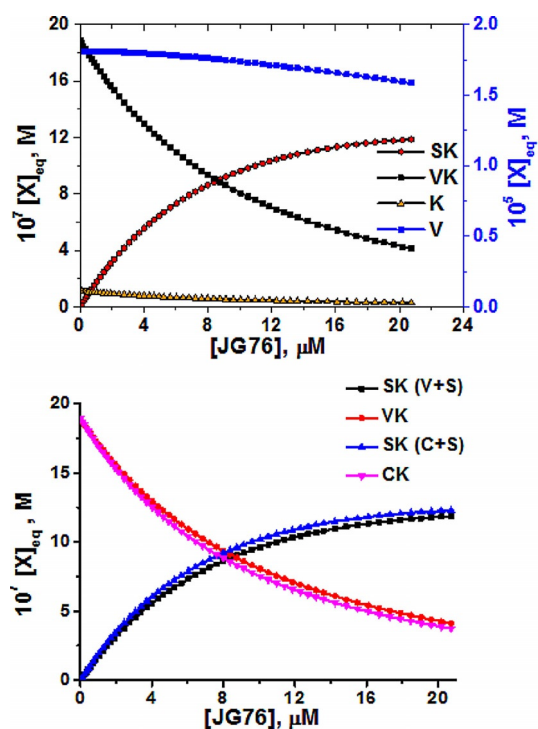 20
16
12
8
4
0
10⁷ [X]eq, M
2.0
1.5
1.0
0.5
0.0
10⁵ [X]eq, M
SK
VK
K
V
0 4 8 12 16 20 24
[JG76], μM
SK (V+S)
VK
SK (C+S)
CK
20
15
10
5
0
10⁷ [X]eq , M
0 4 8 12 16 20
[JG76], μM